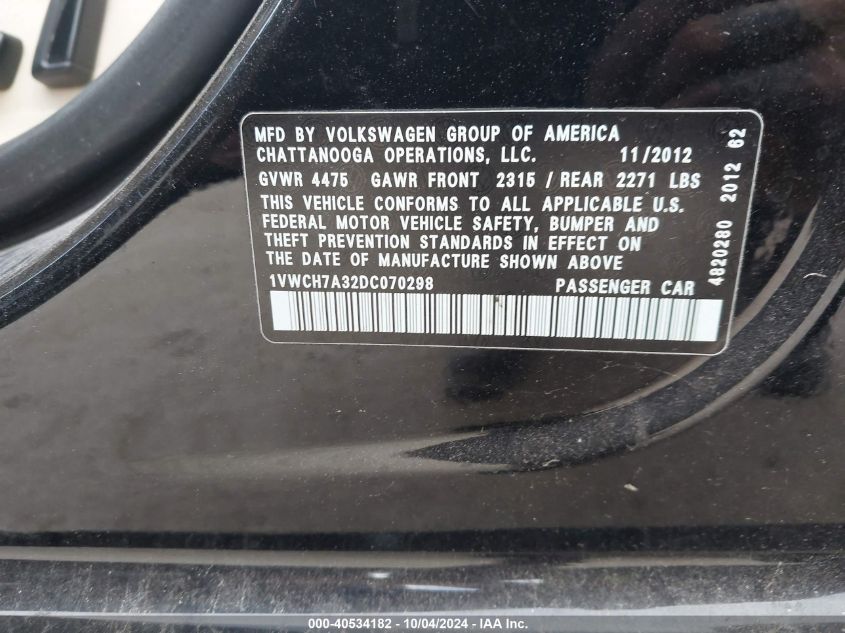 MFD BY VOLKSWAGEN GROUP OF AMERICA
CHATTANOOGA OPERATIONS, LLC. 11/2012
GVWR 4475 GAWR FRONT 2315 / REAR 2271 LBS
THIS VEHICLE CONFORMS TO ALL APPLICABLE U.S.
FEDERAL MOTOR VEHICLE SAFETY, BUMPER AND
THEFT PREVENTION STANDARDS IN EFFECT ON
THE DATE OF MANUFACTURE SHOWN ABOVE
1VWCH7A32DC070298 PASSENGER CAR
4820280 2012 62
000-40534182 - 10/04/2024 - IAA Inc.